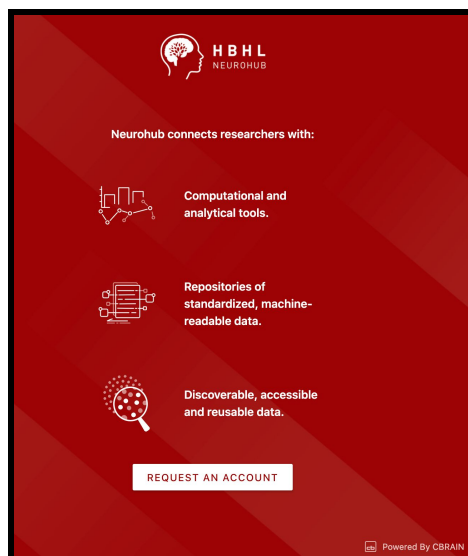 HBHL
NEUROHUB
Neurohub connects researchers with:
Computational and
analytical tools.
Repositories of
standardized, machine-
readable data.
Discoverable, accessible
and reusable data.
REQUEST AN ACCOUNT
Powered By CBRAIN